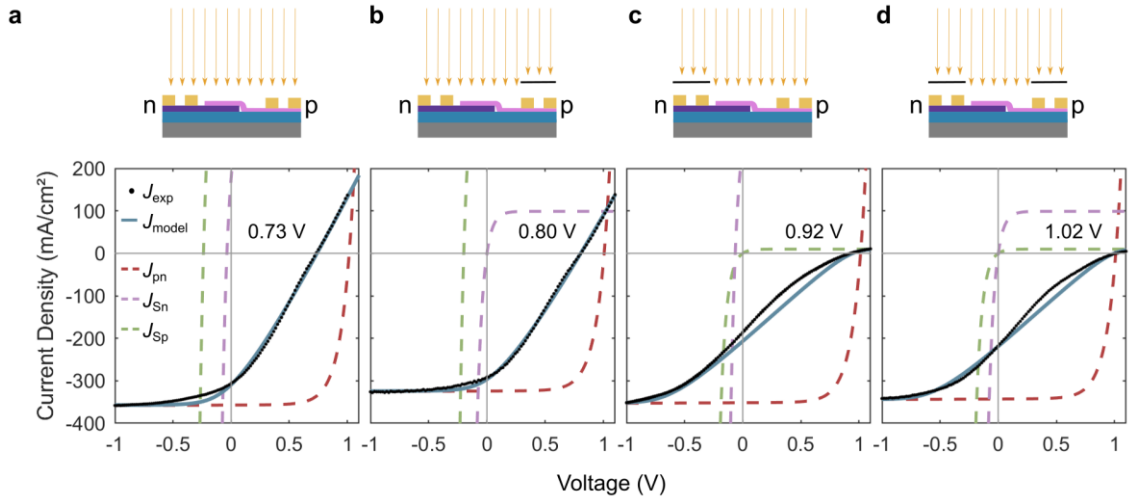 a
b
c
d
n
p
n
p
n
p
n
p
Current Density (mA/cm²)
200
100
0
-100
-200
-300
-400
J_exp
J_model
J_pn
J_Sn
J_Sp
0.73 V
0.80 V
0.92 V
1.02 V
-1
-0.5
0
0.5
1
-1
-0.5
0
0.5
1
-1
-0.5
0
0.5
1
-1
-0.5
0
0.5
1
Voltage (V)